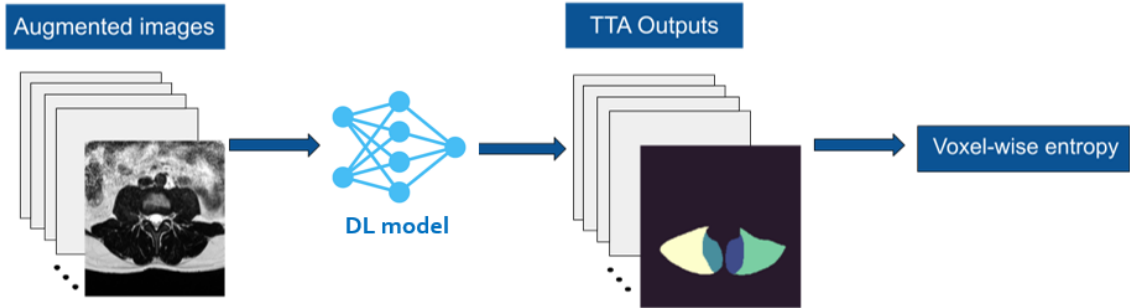 Augmented images
TTA Outputs
Voxel-wise entropy
DL model